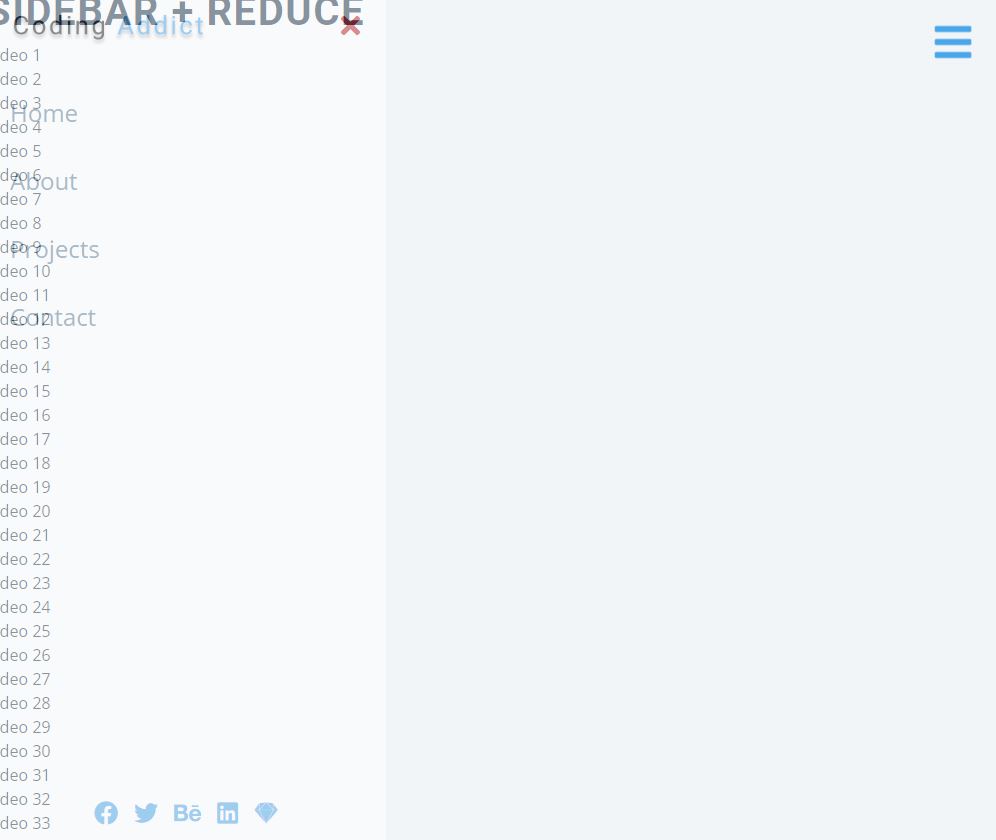 SIDEBAR + REDUCE
Coding Addict
deo 1
deo 2
deo 3
Home
deo 4
deo 5
deo 6
About
deo 7
deo 8
deo 9
Projects
deo 10
deo 11
deo 12
Contact
deo 13
deo 14
deo 15
deo 16
deo 17
deo 18
deo 19
deo 20
deo 21
deo 22
deo 23
deo 24
deo 25
deo 26
deo 27
deo 28
deo 29
deo 30
deo 31
deo 32
Bē in
deo 33